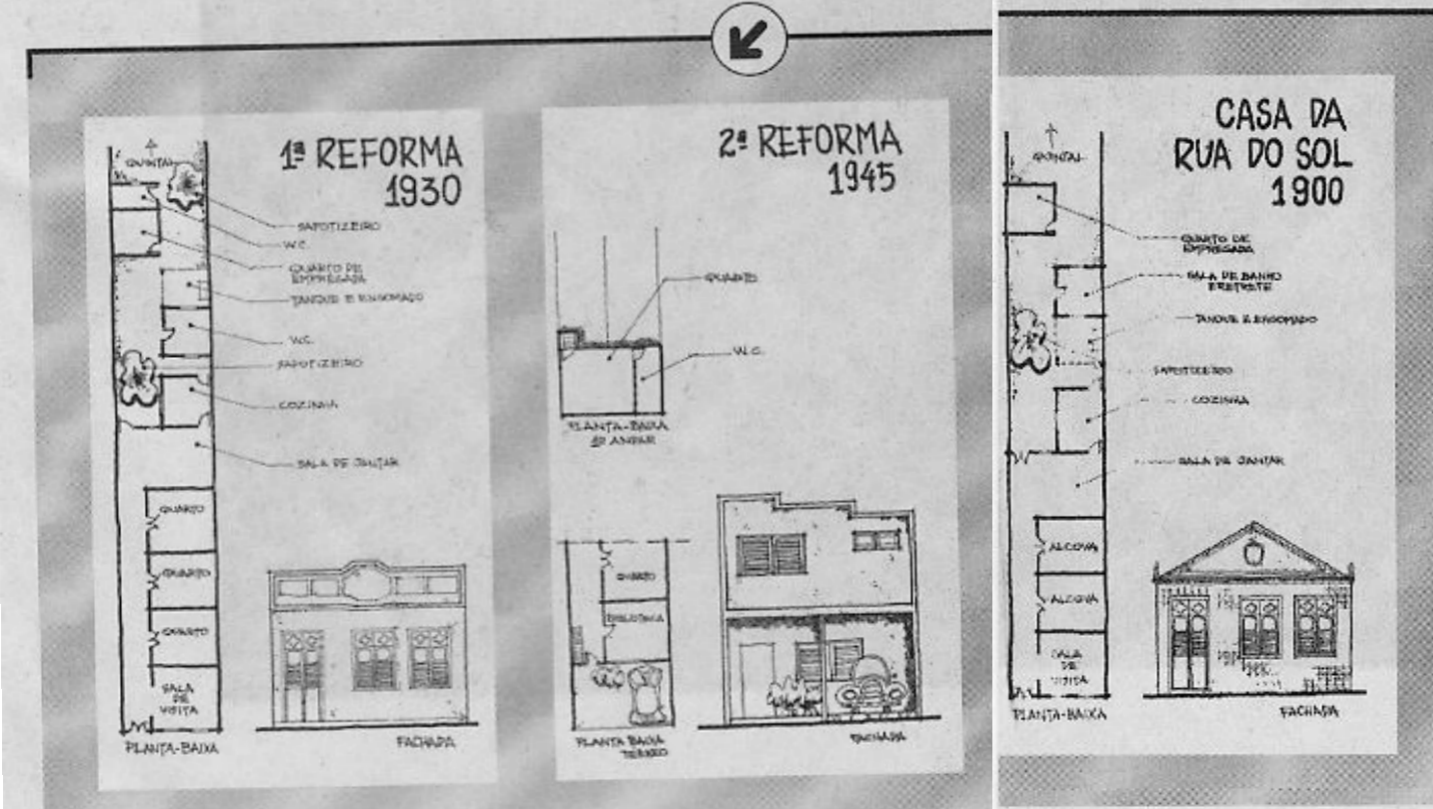 1ª REFORMA
1930
QUINTAL
SAPOTIZEIRO
W.C.
QUARTO DE
EMPREGADA
TANQUE E ENGOMADO
W.C.
SAPOTIZEIRO
COZINHA
SALA DE JANTAR
QUARTO
QUARTO
QUARTO
SALA
DE
VISITA
PLANTA-BAIXA
FACHADA
2ª REFORMA
1945
QUARTO
W.C.
PLANTA-BAIXA
1º ANDAR
QUARTO
BIBLIOTECA
PLANTA BAIXA
TERREO
FACHADA
CASA DA
RUA DO SOL
1900
QUINTAL
QUARTO DE
EMPREGADA
SALA DE BANHO
E RETRETE
TANQUE E ENGOMADO
SAPOTIZEIRO
COZINHA
SALA DE JANTAR
ALCOVA
ALCOVA
SALA
DE
VISITA
PLANTA-BAIXA
FACHADA